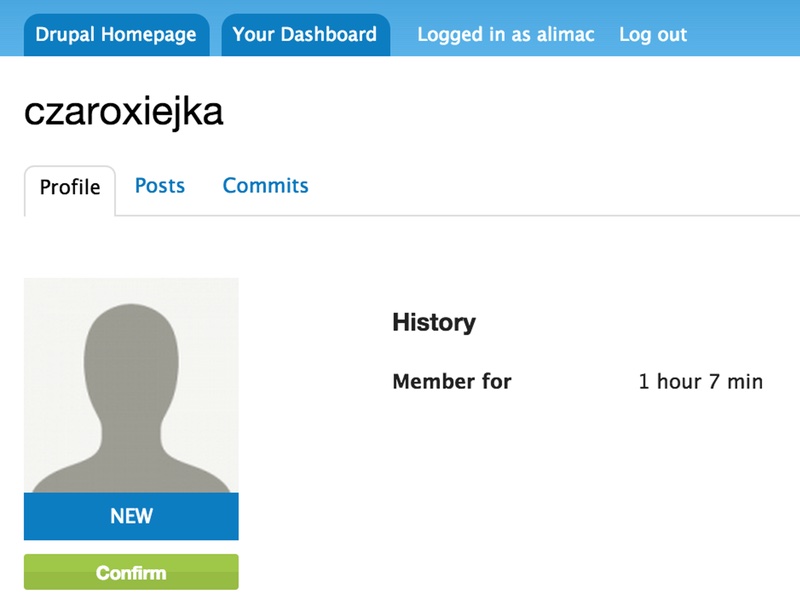 Drupal Homepage Your Dashboard Logged in as alimac Log out
czaroxiejka
Profile Posts Commits
History
Member for 1 hour 7 min
NEW
Confirm